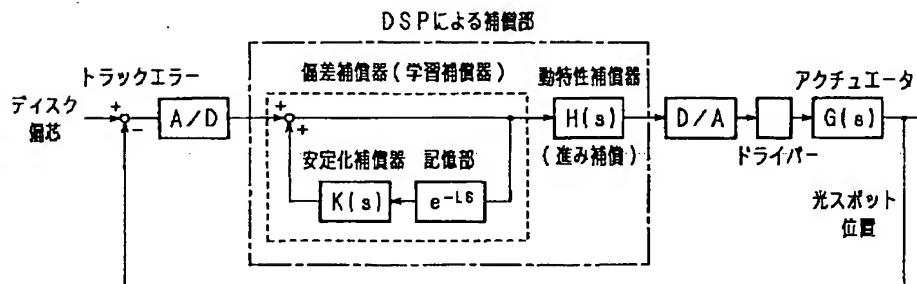 DSPによる補償部
偏差補償器(学習補償器)
動特性補償器
トラックエラー
アクチュエータ
ディスク
偏芯
+
-
A/D
+
+
H(s)
D/A
G(s)
(進み補償)
ドライバー
安定化補償器
記憶部
K(s)
e-LS
光スポット
位置